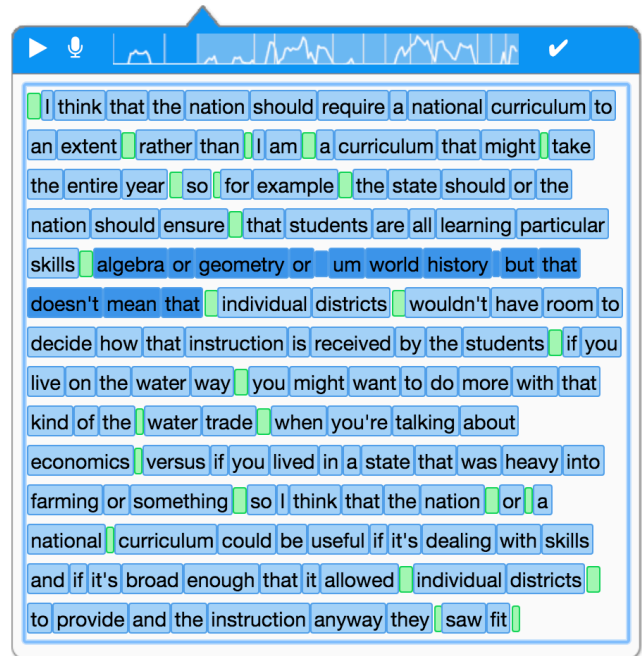 I think that the nation should require a national curriculum to
an extent rather than I am a curriculum that might take
the entire year so for example the state should or the
nation should ensure that students are all learning particular
skills algebra or geometry or um world history but that
doesn't mean that individual districts wouldn't have room to
decide how that instruction is received by the students if you
live on the water way you might want to do more with that
kind of the water trade when you're talking about
economics versus if you lived in a state that was heavy into
farming or something so I think that the nation or a
national curriculum could be useful if it's dealing with skills
and if it's broad enough that it allowed individual districts
to provide and the instruction anyway they saw fit